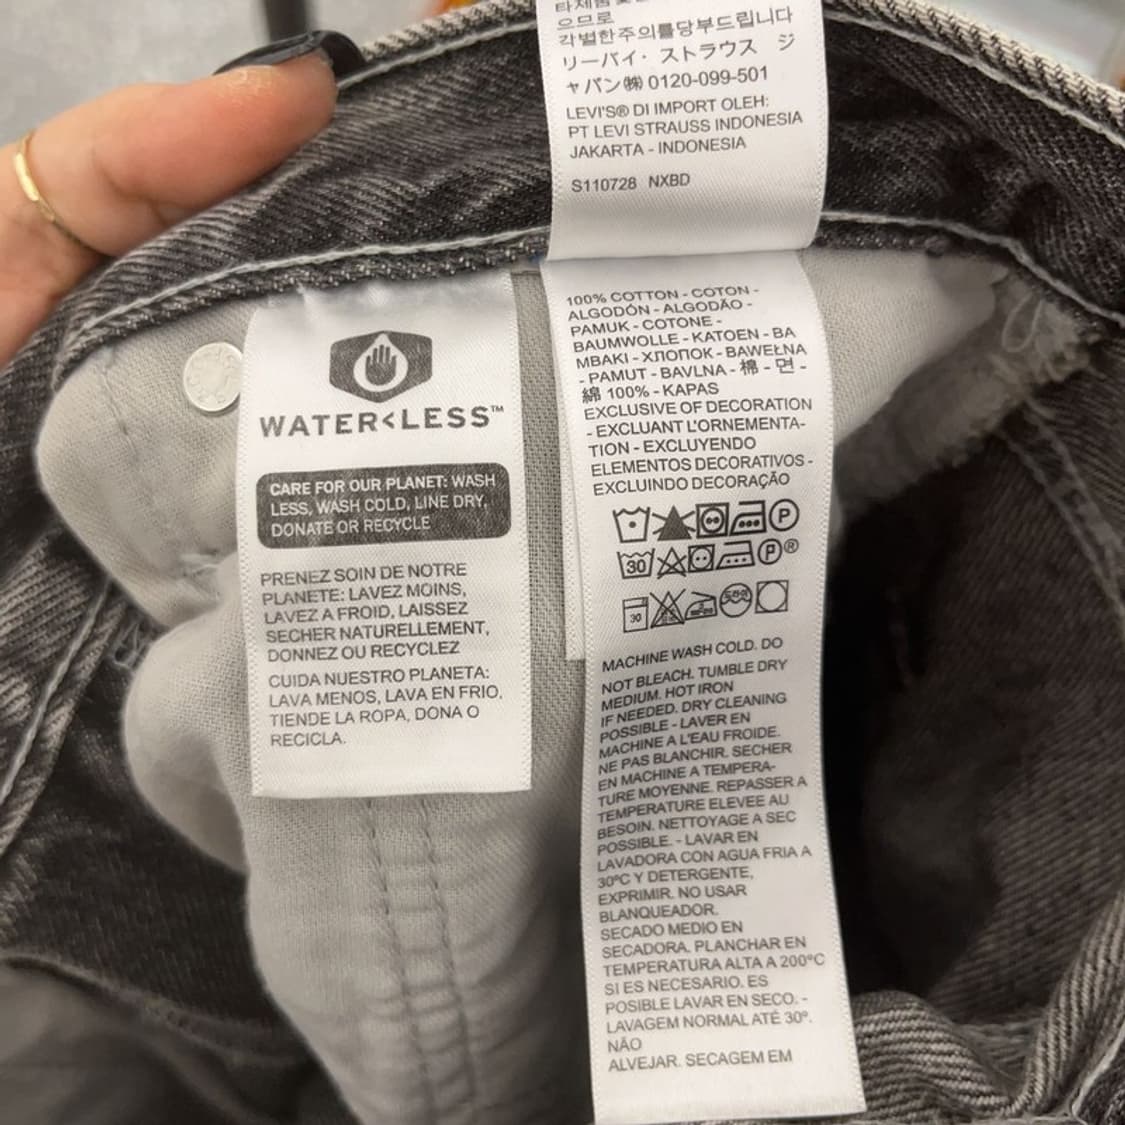 으므로
각별한주의를당부드립니다
リーバイ・ストラウス ジ
ャパン㈱ 0120-099-501
LEVI'S® DI IMPORT OLEH:
PT LEVI STRAUSS INDONESIA
JAKARTA - INDONESIA
S110728 NXBD
WATER<LESS™
CARE FOR OUR PLANET: WASH
LESS, WASH COLD, LINE DRY,
DONATE OR RECYCLE
PRENEZ SOIN DE NOTRE
PLANETE: LAVEZ MOINS,
LAVEZ A FROID, LAISSEZ
SECHER NATURELLEMENT,
DONNEZ OU RECYCLEZ
CUIDA NUESTRO PLANETA:
LAVA MENOS, LAVA EN FRIO,
TIENDE LA ROPA, DONA O
RECICLA.
100% COTTON - COTON -
ALGODÓN - ALGODÃO -
PAMUK - COTONE -
BAUMWOLLE - KATOEN - BA
MBAKI - ХЛОПОК - BAWEŁNA
- PAMUT - BAVLNA - 棉 - 면 -
綿 100% - KAPAS
EXCLUSIVE OF DECORATION
- EXCLUANT L'ORNEMENTA-
TION - EXCLUYENDO
ELEMENTOS DECORATIVOS -
EXCLUINDO DECORAÇÃO
P
30 P®
30 드라이
MACHINE WASH COLD. DO
NOT BLEACH. TUMBLE DRY
MEDIUM. HOT IRON
IF NEEDED. DRY CLEANING
POSSIBLE - LAVER EN
MACHINE A L'EAU FROIDE.
NE PAS BLANCHIR. SECHER
EN MACHINE A TEMPERA-
TURE MOYENNE. REPASSER A
TEMPERATURE ELEVEE AU
BESOIN. NETTOYAGE A SEC
POSSIBLE. - LAVAR EN
LAVADORA CON AGUA FRIA A
30ºC Y DETERGENTE,
EXPRIMIR. NO USAR
BLANQUEADOR.
SECADO MEDIO EN
SECADORA. PLANCHAR EN
TEMPERATURA ALTA A 200ºC
SI ES NECESARIO. ES
POSIBLE LAVAR EN SECO. -
LAVAGEM NORMAL ATÉ 30º.
NÃO
ALVEJAR. SECAGEM EM